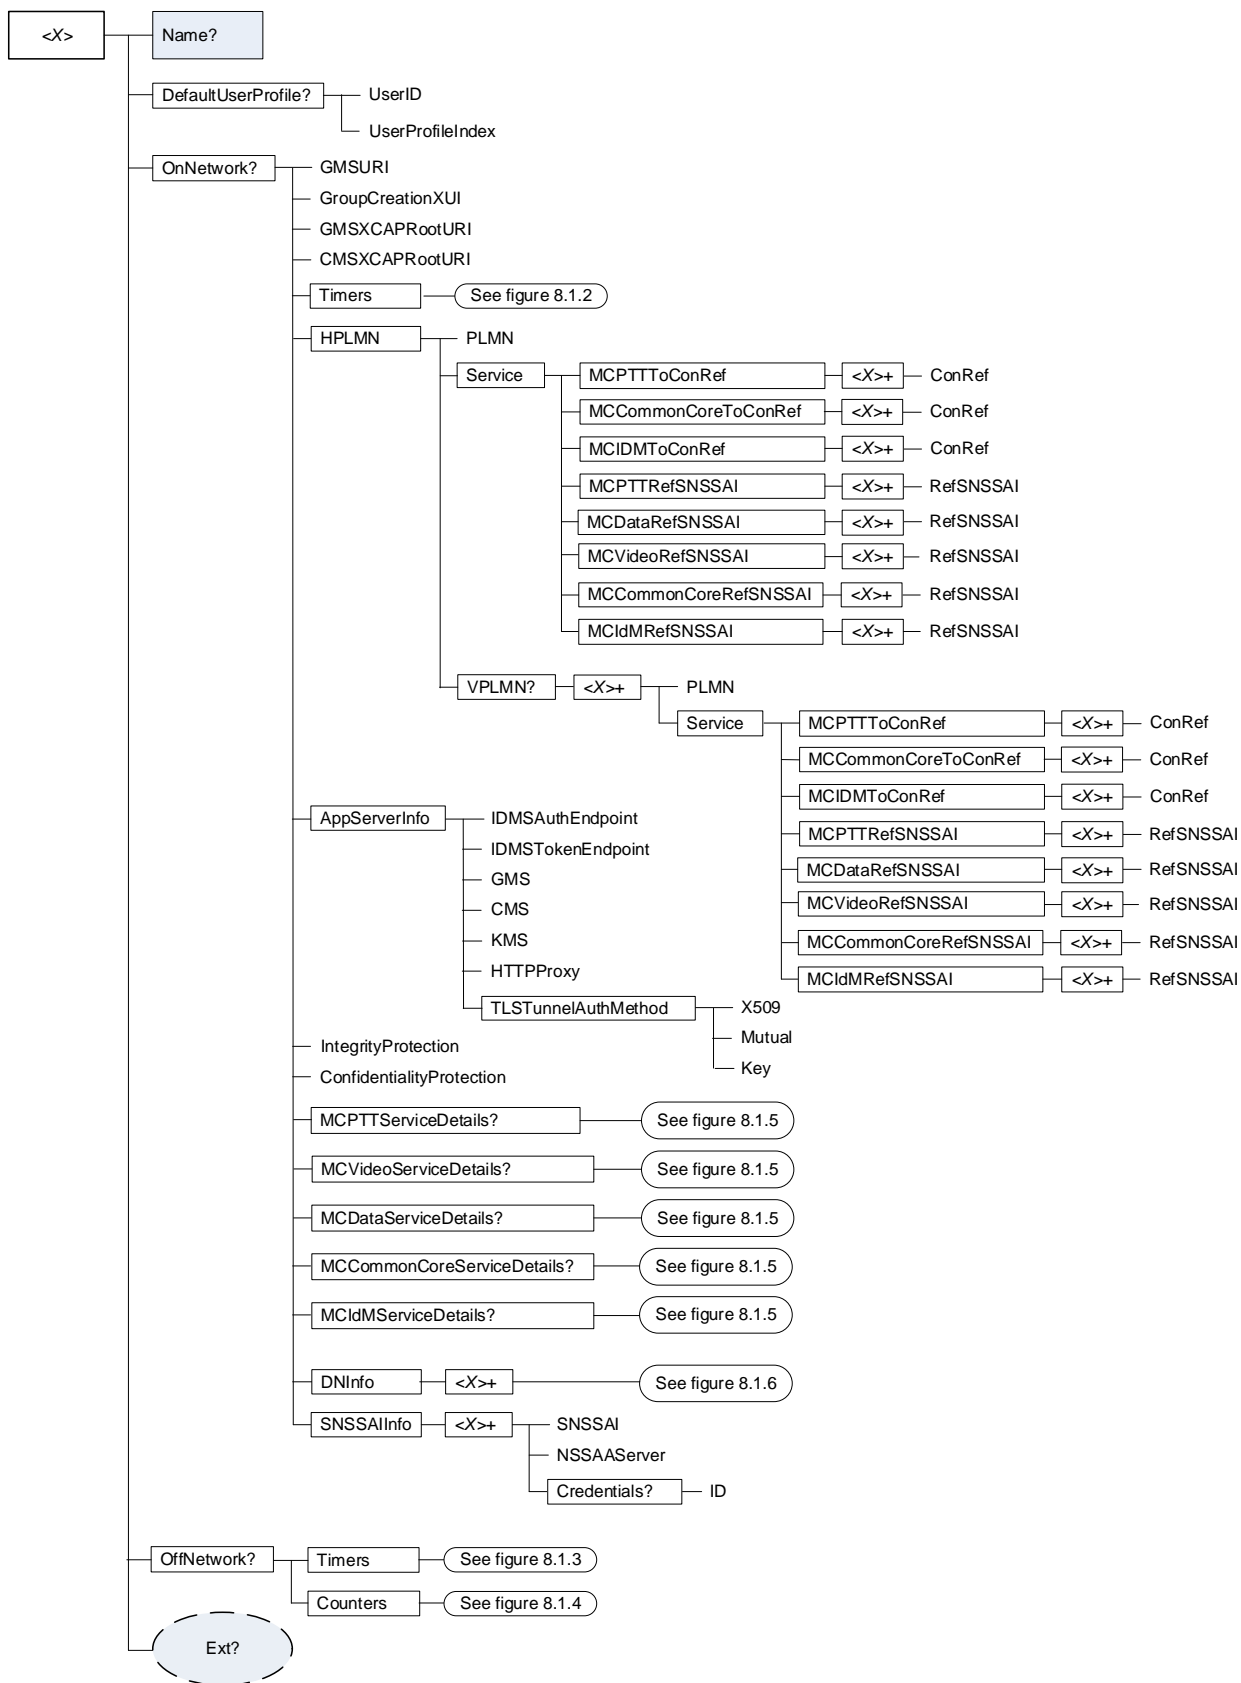 <X>
Name?
DefaultUserProfile?
UserID
UserProfileIndex
OnNetwork?
GMSURI
GroupCreationXUI
GMSXCAPRootURI
CMSXCAPRootURI
Timers
See figure 8.1.2
HPLMN
PLMN
Service
MCPTTToConRef
<X>+
ConRef
MCCommonCoreToConRef
<X>+
ConRef
MCIDMToConRef
<X>+
ConRef
MCPTTRefSNSSAI
<X>+
RefSNSSAI
MCDataRefSNSSAI
<X>+
RefSNSSAI
MCVideoRefSNSSAI
<X>+
RefSNSSAI
MCCommonCoreRefSNSSAI
<X>+
RefSNSSAI
MCIdMRefSNSSAI
<X>+
RefSNSSAI
VPLMN?
<X>+
PLMN
Service
MCPTTToConRef
<X>+
ConRef
MCCommonCoreToConRef
<X>+
ConRef
MCIDMToConRef
<X>+
ConRef
MCPTTRefSNSSAI
<X>+
RefSNSSAI
MCDataRefSNSSAI
<X>+
RefSNSSAI
MCVideoRefSNSSAI
<X>+
RefSNSSAI
MCCommonCoreRefSNSSAI
<X>+
RefSNSSAI
MCIdMRefSNSSAI
<X>+
RefSNSSAI
AppServerInfo
IDMSAuthEndpoint
IDMSTokenEndpoint
GMS
CMS
KMS
HTTPProxy
TLSTunnelAuthMethod
X509
Mutual
Key
IntegrityProtection
ConfidentialityProtection
MCPTTServiceDetails?
See figure 8.1.5
MCVideoServiceDetails?
See figure 8.1.5
MCDataServiceDetails?
See figure 8.1.5
MCCommonCoreServiceDetails?
See figure 8.1.5
MCIdMServiceDetails?
See figure 8.1.5
DNInfo
<X>+
See figure 8.1.6
SNSSAIInfo
<X>+
SNSSAI
NSSAAServer
Credentials?
ID
OffNetwork?
Timers
See figure 8.1.3
Counters
See figure 8.1.4
Ext?